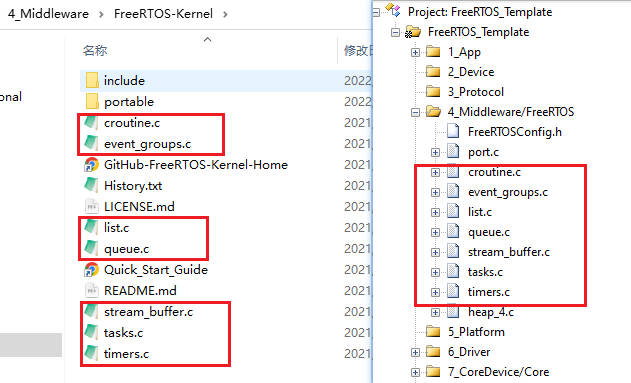 4_Middleware > FreeRTOS-Kernel >
名称
修改日
include
2022
portable
2022
croutine.c
2021
event_groups.c
2021
GitHub-FreeRTOS-Kernel-Home
2021
History.txt
2021
LICENSE.md
2021
list.c
2021
queue.c
2021
Quick_Start_Guide
2021
README.md
2021
stream_buffer.c
2021
tasks.c
2021
timers.c
2021
onal
Project: FreeRTOS_Template
FreeRTOS_Template
1_App
2_Device
3_Protocol
4_Middleware/FreeRTOS
FreeRTOSConfig.h
port.c
croutine.c
event_groups.c
list.c
queue.c
stream_buffer.c
tasks.c
timers.c
heap_4.c
5_Platform
6_Driver
7_CoreDevice/Core